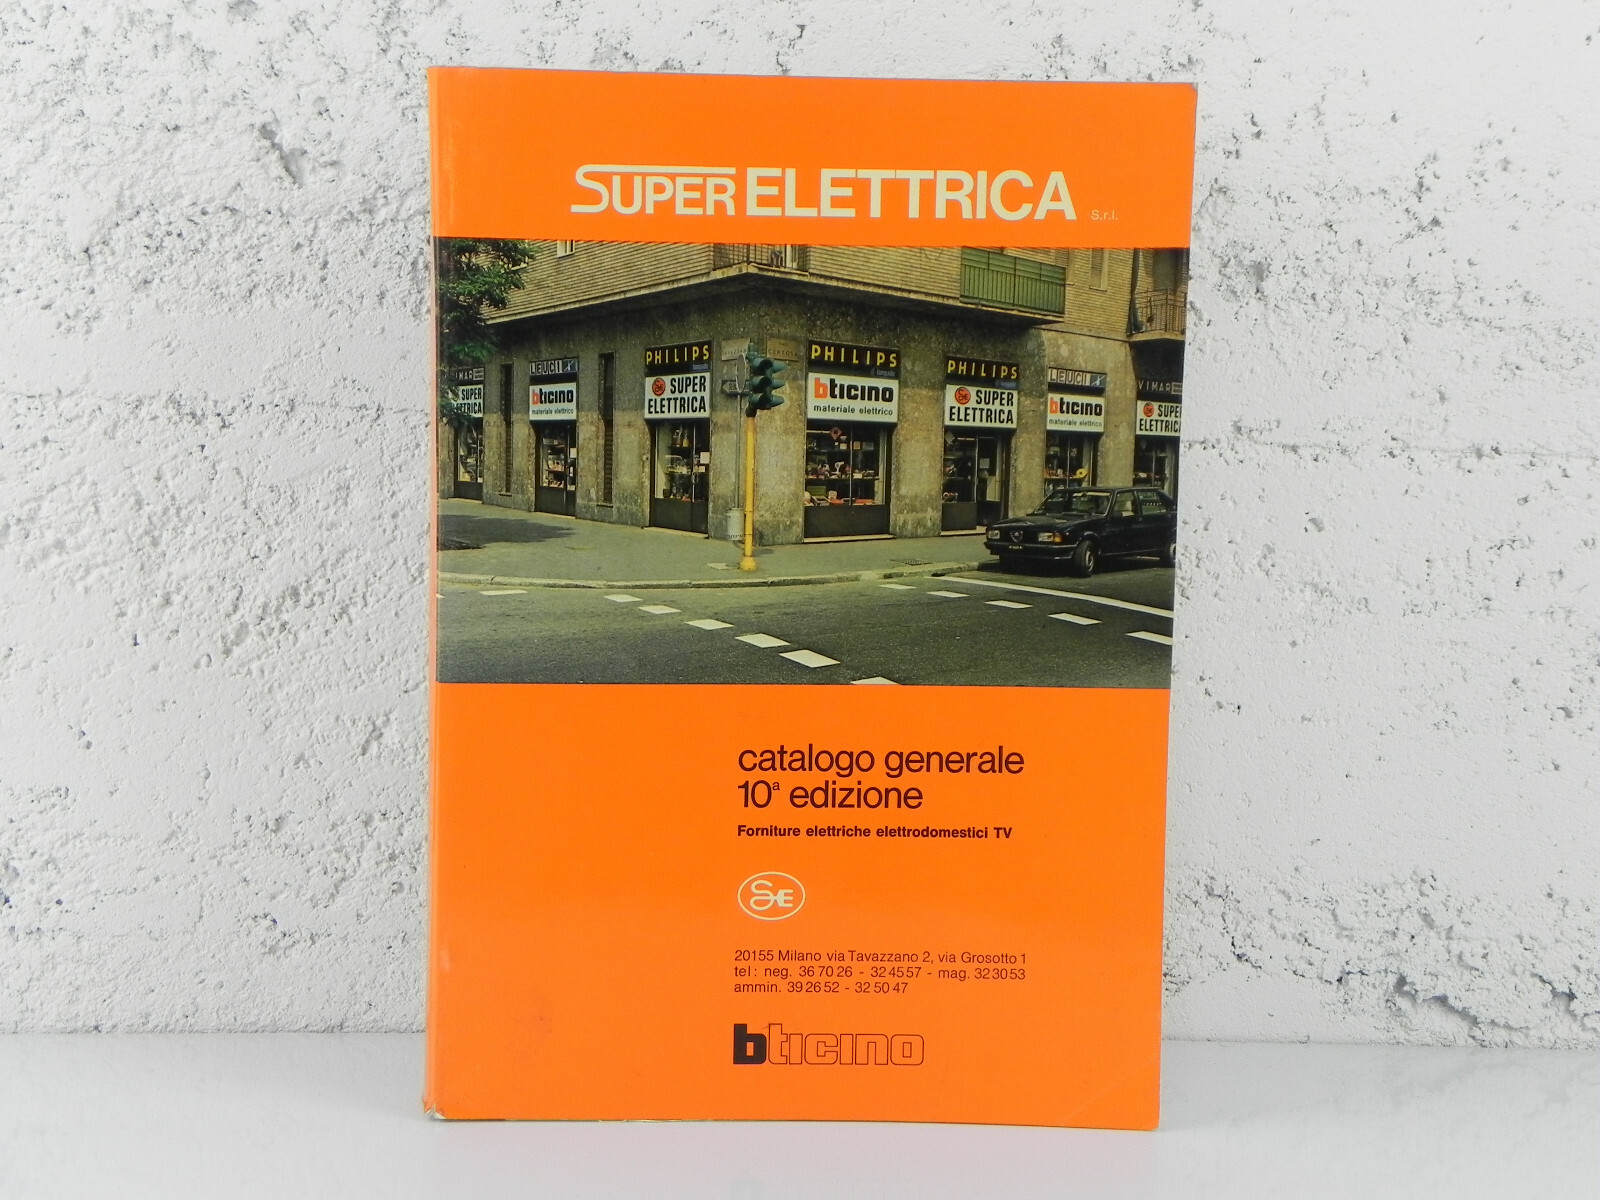 SUPER ELETTRICA S.r.l.
VIMAR
SUPER
ELETTRICA
LEUCI
bticino
materiale elettrico
PHILIPS
SUPER
ELETTRICA
CERTOSA
PHILIPS
bticino
materiale elettrico
PHILIPS
SUPER
ELETTRICA
LEUCI
bticino
materiale elettrico
VIMAR
SUPER
ELETTRICA
catalogo generale
10ª edizione
Forniture elettriche elettrodomestici TV
SE
20155 Milano via Tavazzano 2, via Grosotto 1
tel: neg. 36 70 26 - 32 45 57 - mag. 32 30 53
ammin. 39 26 52 - 32 50 47
bticino